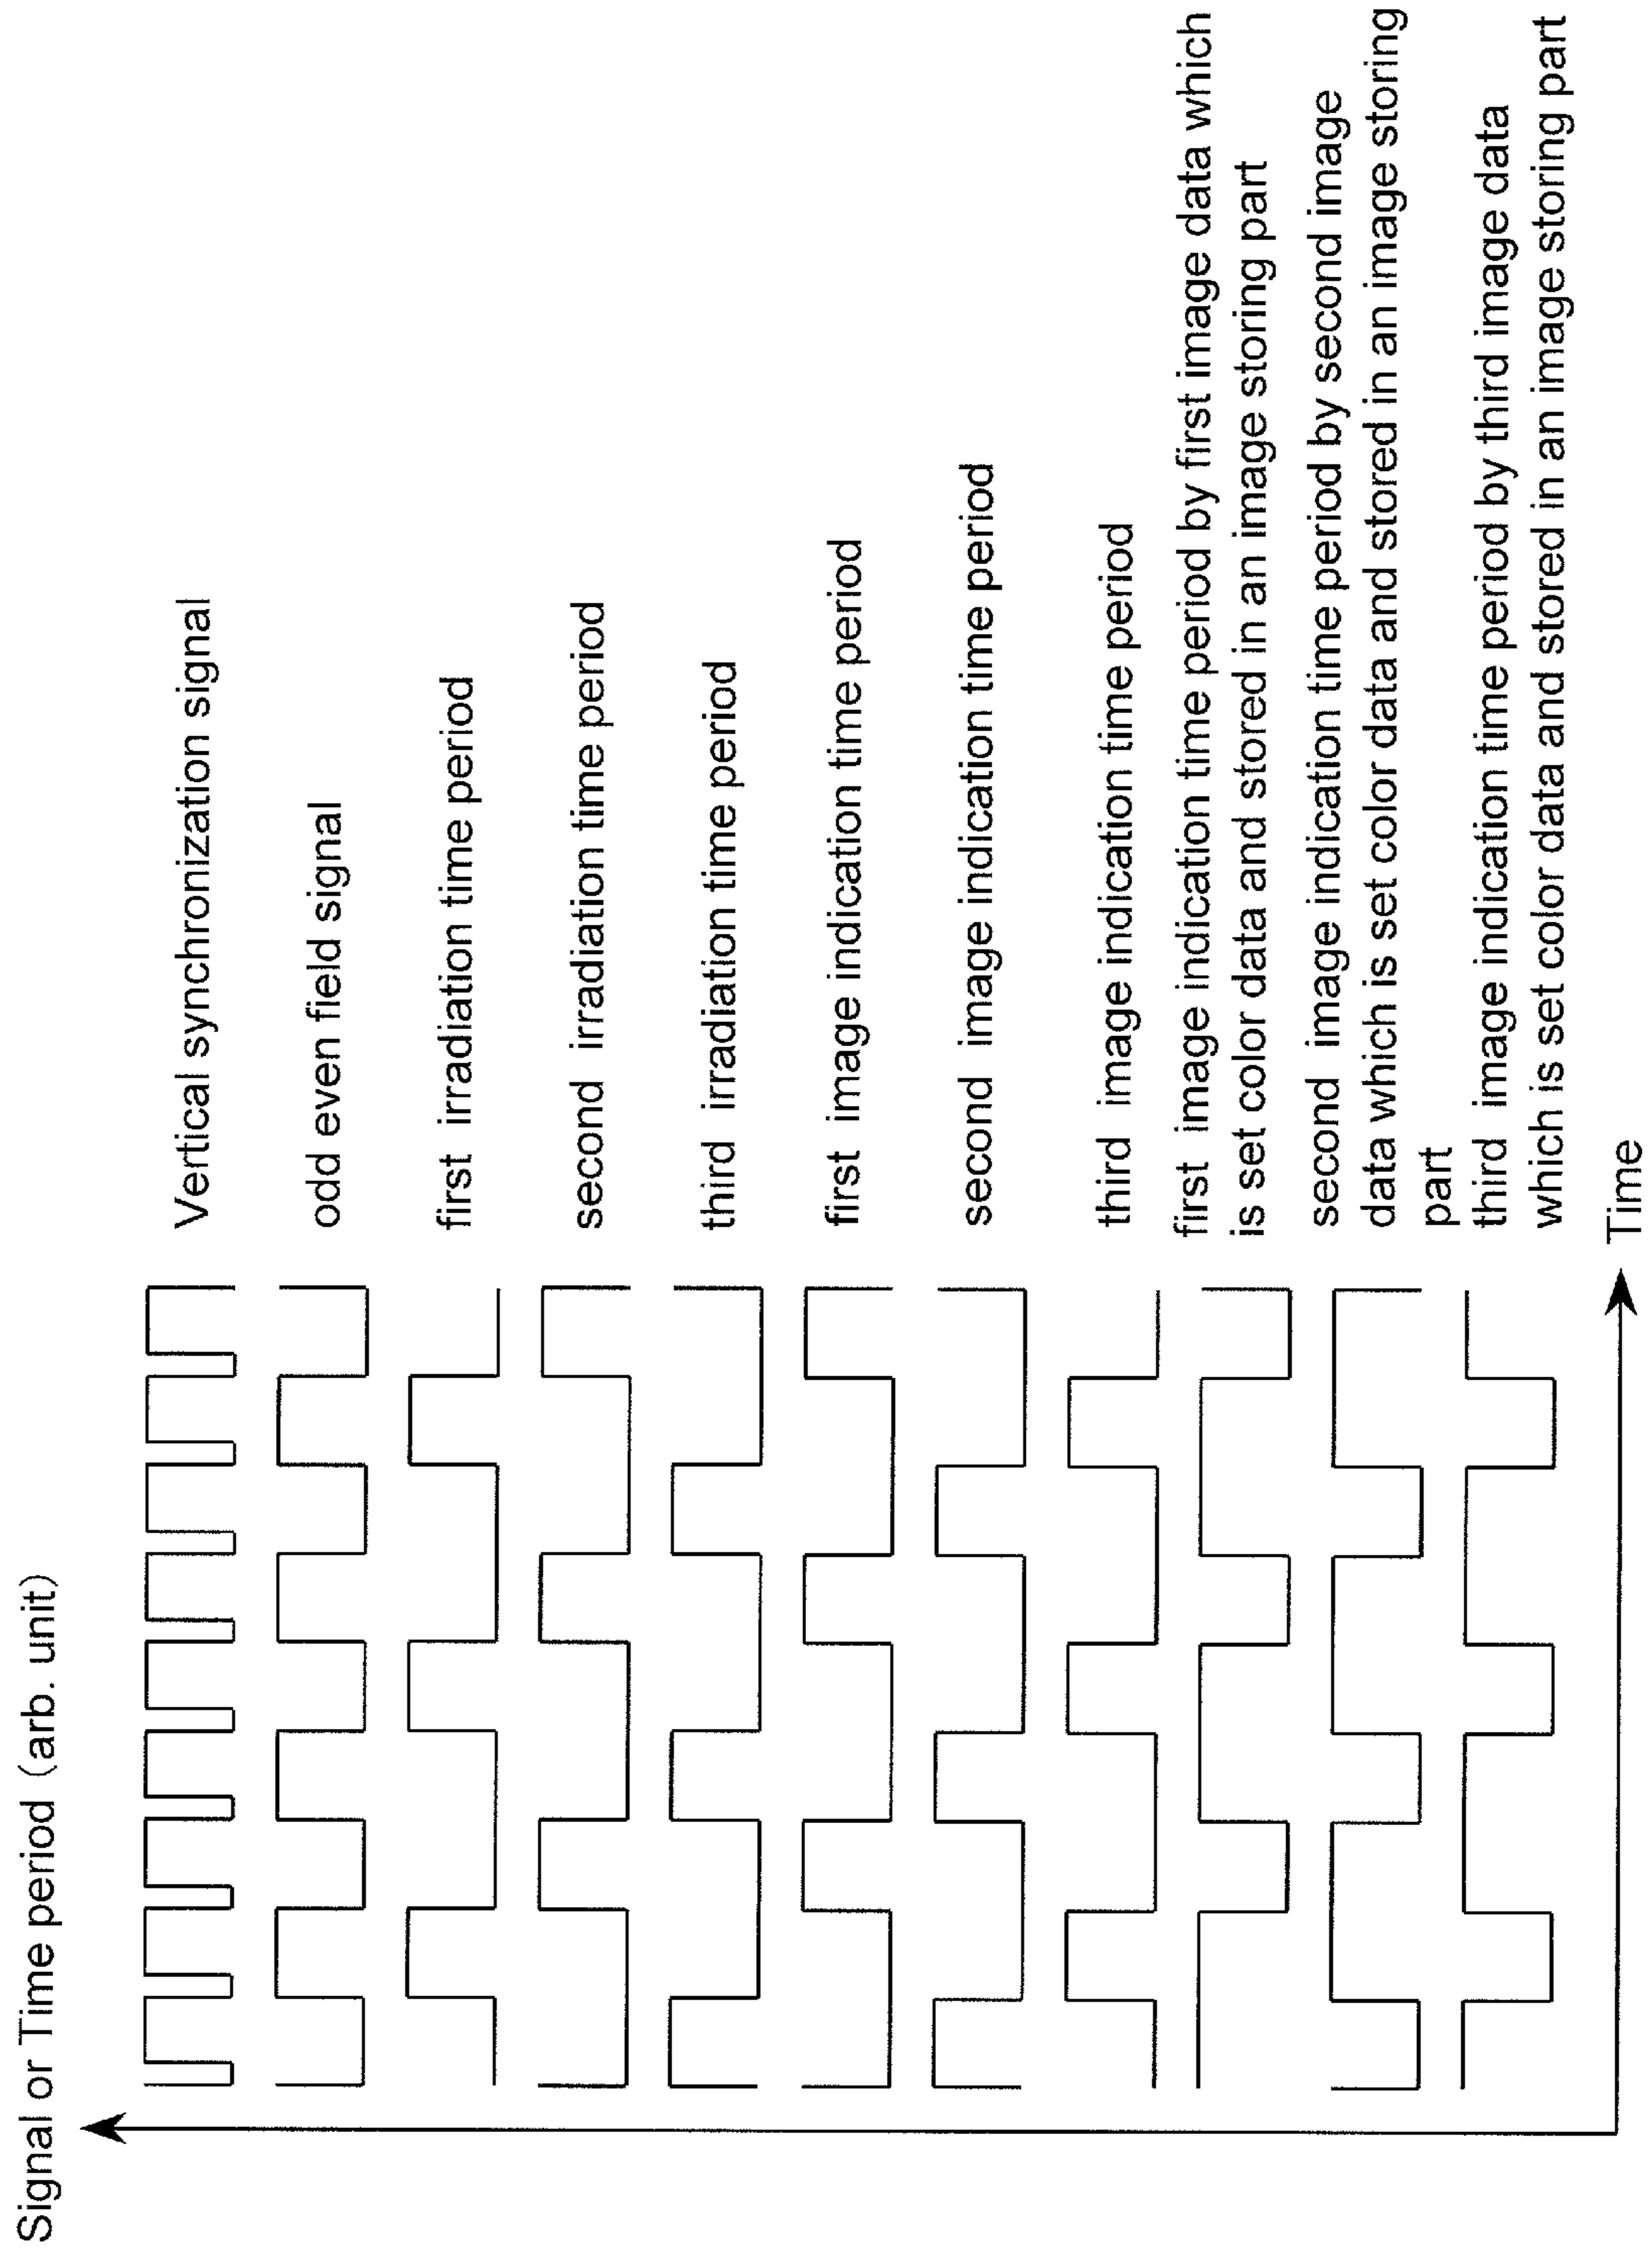 Signal or Time period (arb. unit)
Vertical synchronization signal
odd even field signal
first irradiation time period
second irradiation time period
third irradiation time period
first image indication time period
second image indication time period
third image indication time period
first image indication time period by first image data which
is set color data and stored in an image storing part
second image indication time period by second image
data which is set color data and stored in an image storing
part
third image indication time period by third image data
which is set color data and stored in an image storing part
Time